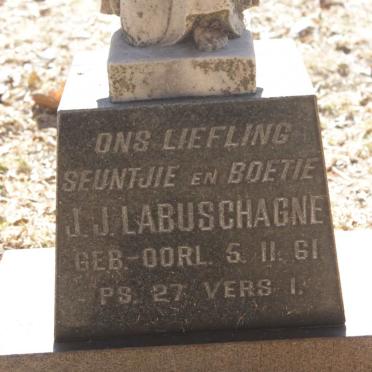 ONS LIEFLING
SEUNTJIE EN BOETIE
J. J. LABUSCHAGNE
GEB-OORL. 5. 11. 61
PS. 27 VERS 1.